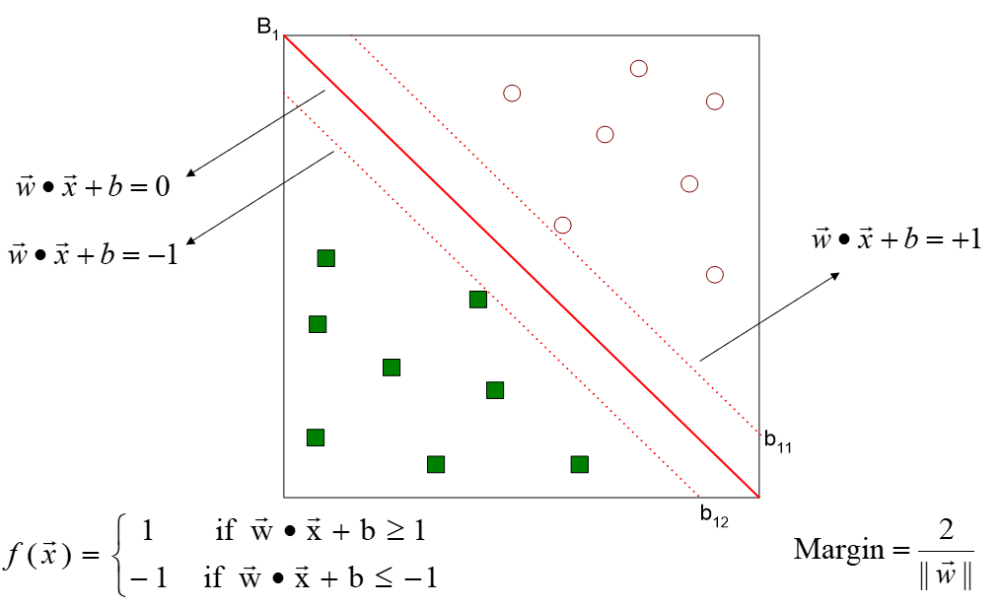 B₁
w⃗ • x⃗ + b = 0
w⃗ • x⃗ + b = −1
w⃗ • x⃗ + b = +1
b₁₁
b₁₂
f(x⃗) = { 1 if w⃗ • x⃗ + b ≥ 1
−1 if w⃗ • x⃗ + b ≤ −1
Margin = 2 / ‖w⃗‖